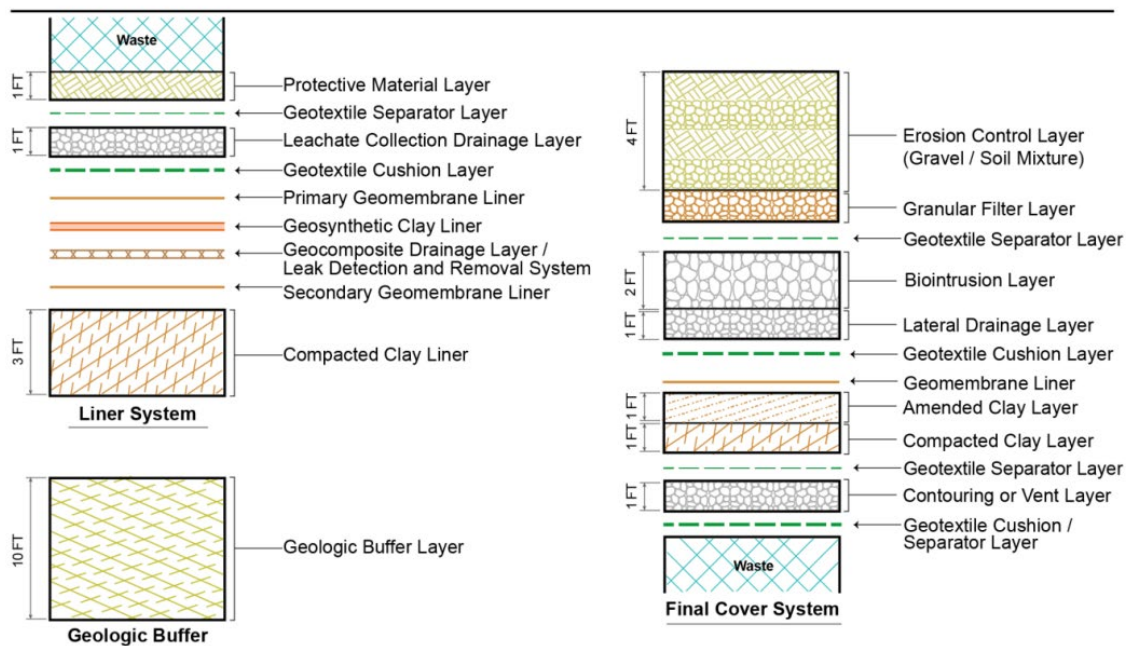 Waste
1 FT
Protective Material Layer
Geotextile Separator Layer
1 FT
Leachate Collection Drainage Layer
Geotextile Cushion Layer
Primary Geomembrane Liner
Geosynthetic Clay Liner
Geocomposite Drainage Layer /
Leak Detection and Removal System
Secondary Geomembrane Liner
3 FT
Compacted Clay Liner
Liner System
10 FT
Geologic Buffer Layer
Geologic Buffer
4 FT
Erosion Control Layer
(Gravel / Soil Mixture)
Granular Filter Layer
Geotextile Separator Layer
2 FT
Biointrusion Layer
1 FT
Lateral Drainage Layer
Geotextile Cushion Layer
Geomembrane Liner
1 FT
Amended Clay Layer
1 FT
Compacted Clay Layer
Geotextile Separator Layer
1 FT
Contouring or Vent Layer
Geotextile Cushion /
Separator Layer
Waste
Final Cover System